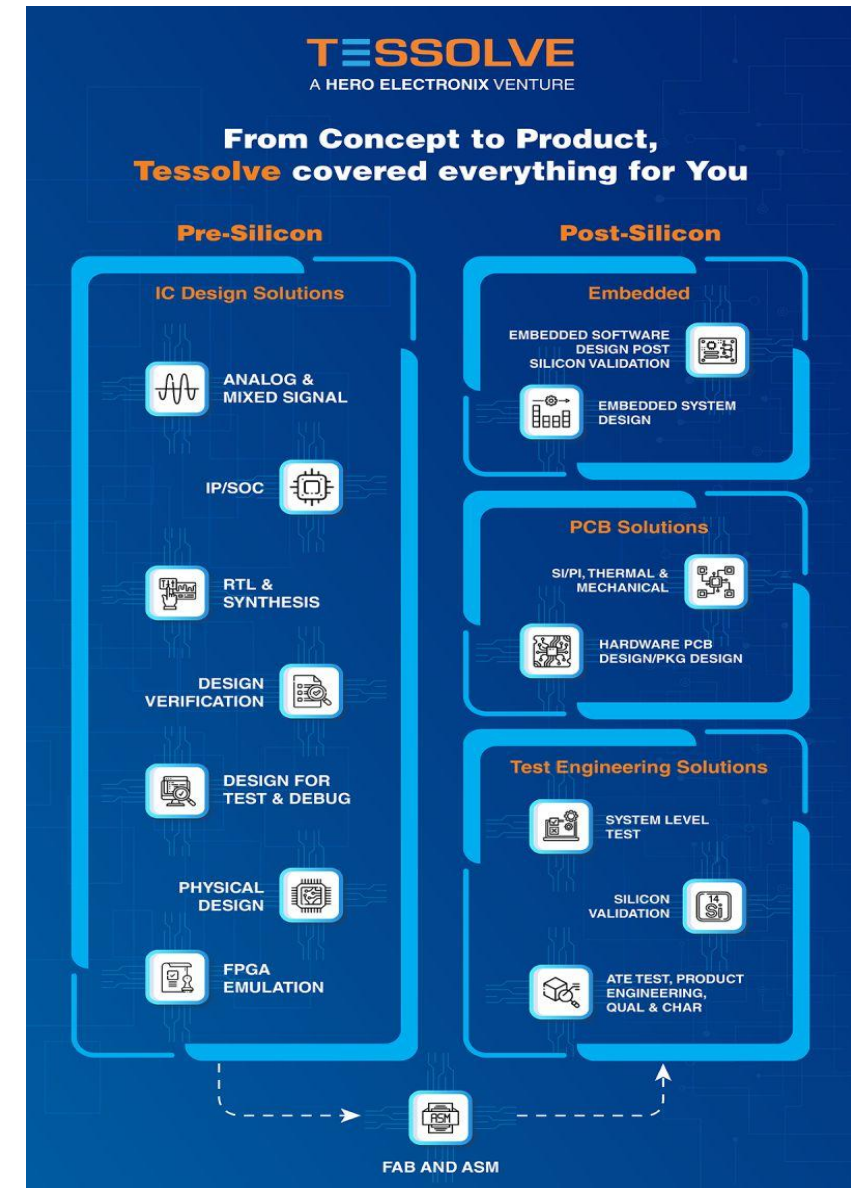 TESSOLVE
A HERO ELECTRONIX VENTURE
From Concept to Product,
Tessolve covered everything for You
Pre-Silicon
IC Design Solutions
ANALOG &
MIXED SIGNAL
IP/SOC
RTL &
SYNTHESIS
DESIGN
VERIFICATION
DESIGN FOR
TEST & DEBUG
PHYSICAL
DESIGN
FPGA
EMULATION
Post-Silicon
Embedded
EMBEDDED SOFTWARE
DESIGN POST
SILICON VALIDATION
EMBEDDED SYSTEM
DESIGN
PCB Solutions
SI/PI, THERMAL &
MECHANICAL
HARDWARE PCB
DESIGN/PKG DESIGN
Test Engineering Solutions
SYSTEM LEVEL
TEST
SILICON
VALIDATION
14
Si
ATE TEST, PRODUCT
ENGINEERING,
QUAL & CHAR
ASM
FAB AND ASM